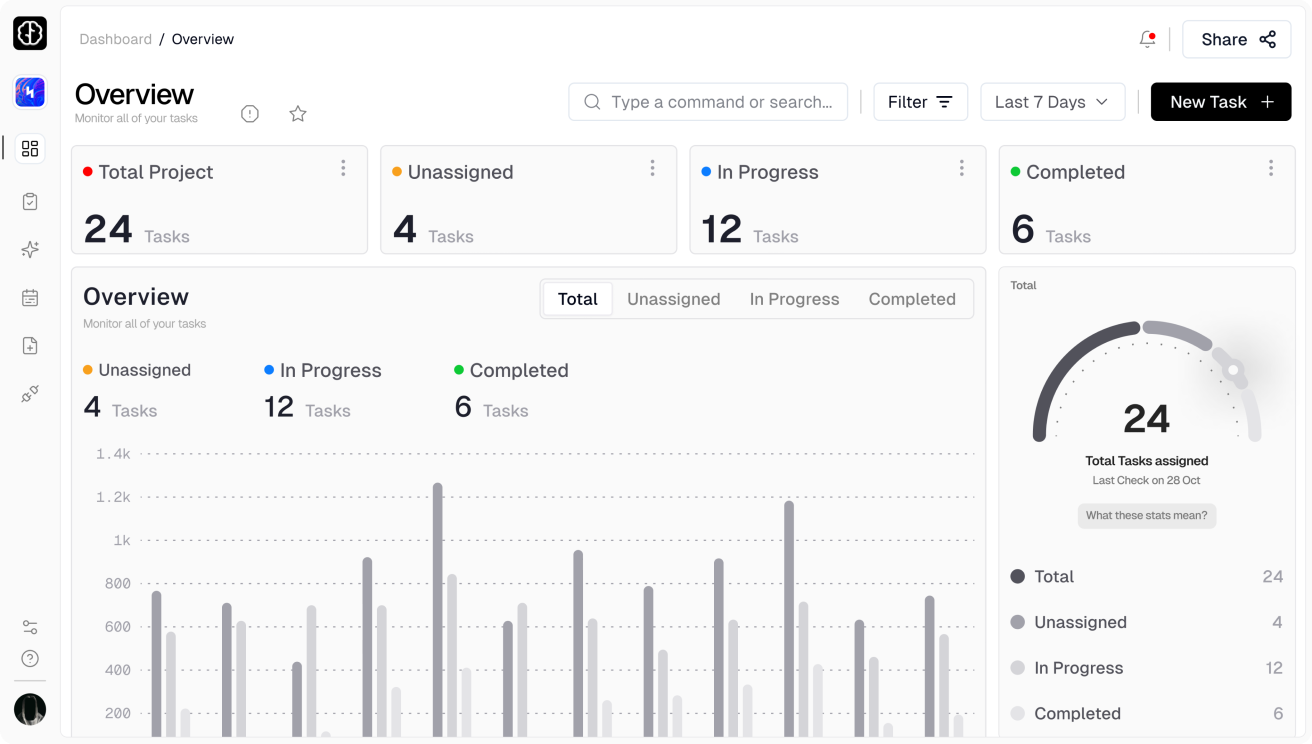 Dashboard / Overview
Share
Overview
Monitor all of your tasks
Type a command or search...
Filter
Last 7 Days
New Task +
Total Project
24 Tasks
Unassigned
4 Tasks
In Progress
12 Tasks
Completed
6 Tasks
Overview
Monitor all of your tasks
Total Unassigned In Progress Completed
Unassigned
4 Tasks
In Progress
12 Tasks
Completed
6 Tasks
1.4k
1.2k
1k
800
600
400
200
Total
24
Total Tasks assigned
Last Check on 28 Oct
What these stats mean?
Total 24
Unassigned 4
In Progress 12
Completed 6